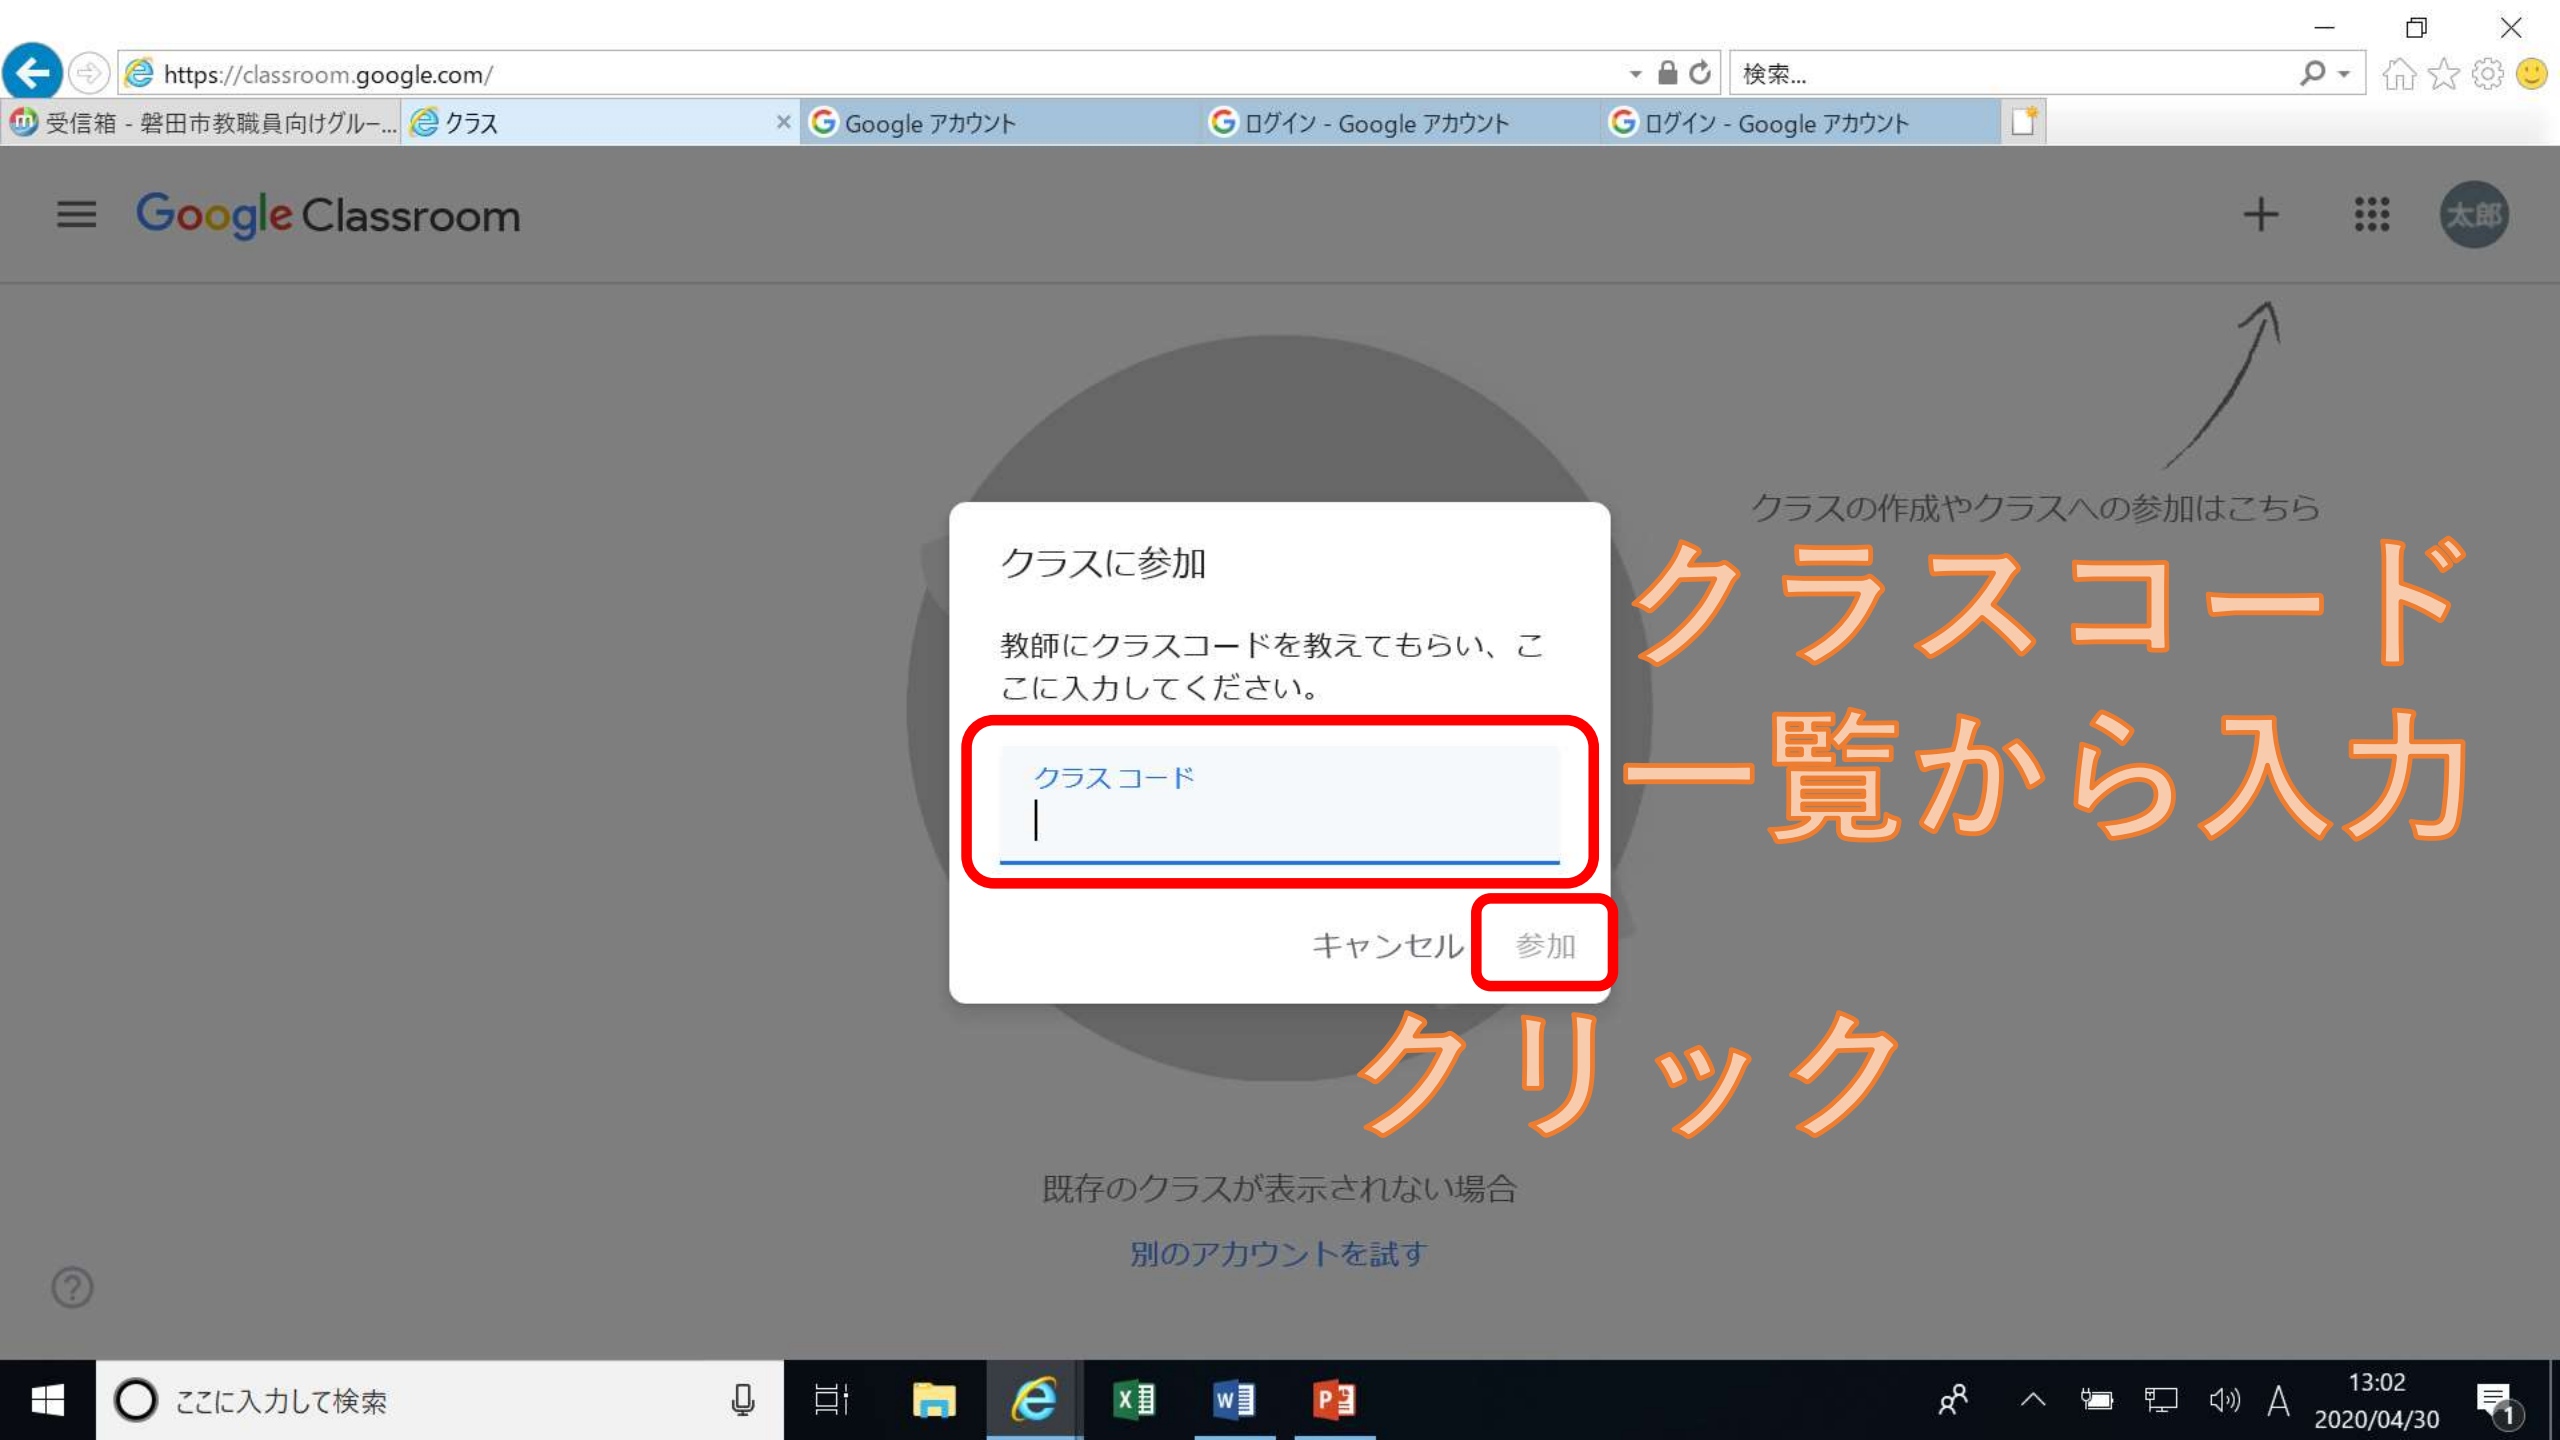 https://classroom.google.com/
検索...
受信箱 - 磐田市教職員向けグルー...
クラス
Google アカウント
ログイン - Google アカウント
ログイン - Google アカウント
Google Classroom
太郎
クラスの作成やクラスへの参加はこちら
クラスに参加
教師にクラスコードを教えてもらい、こ
こに入力してください。
クラス コード
クラスコード
一覧から入力
キャンセル
参加
クリック
既存のクラスが表示されない場合
別のアカウントを試す
ここに入力して検索
A
13:02
2020/04/30
1